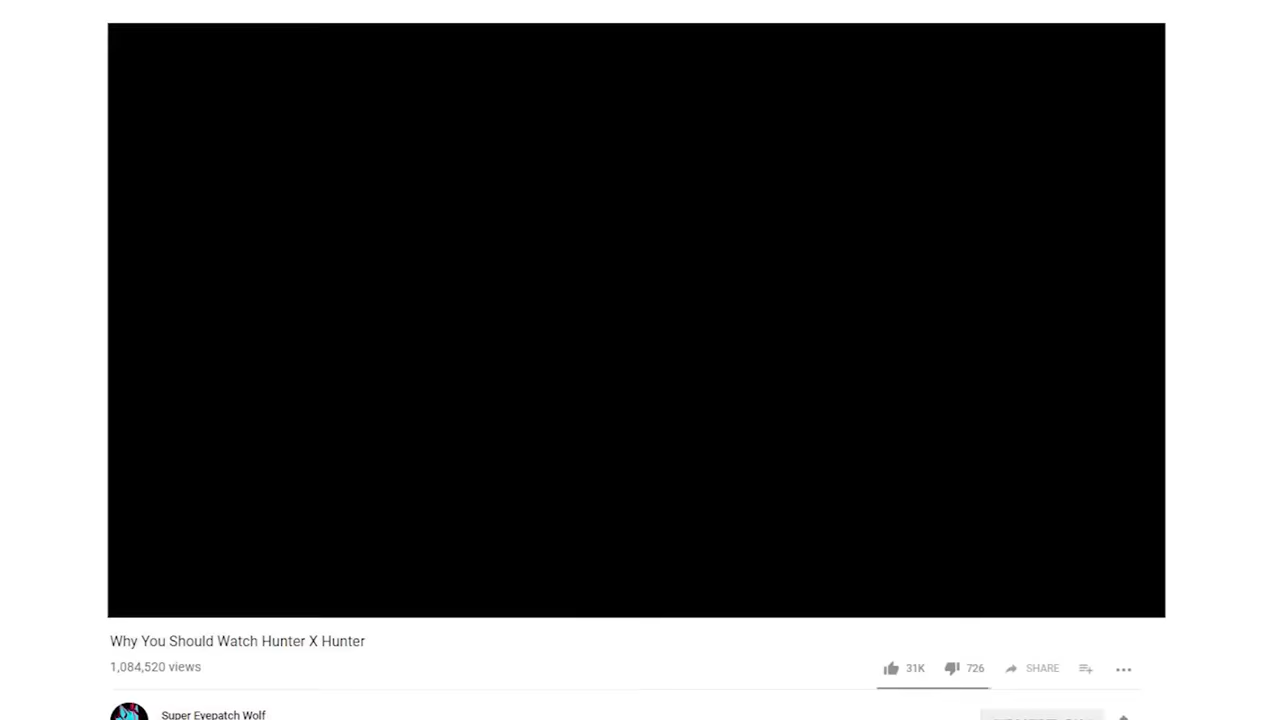 Why You Should Watch Hunter X Hunter
1,084,520 views
31K 726 SHARE
Super Eyepatch Wolf